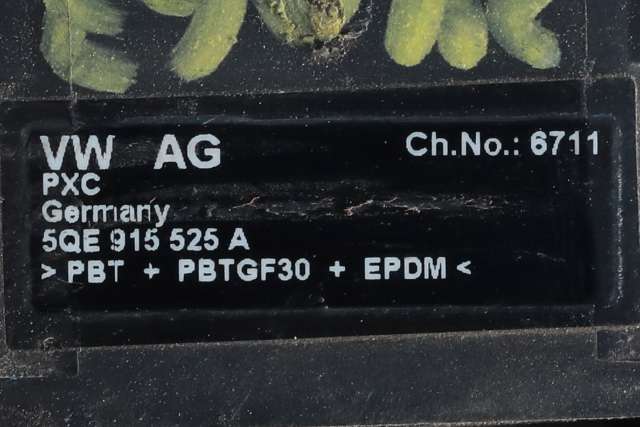 VW AG
Ch.No.: 6711
PXC
Germany
5QE 915 525 A
> PBT + PBTGF30 + EPDM <